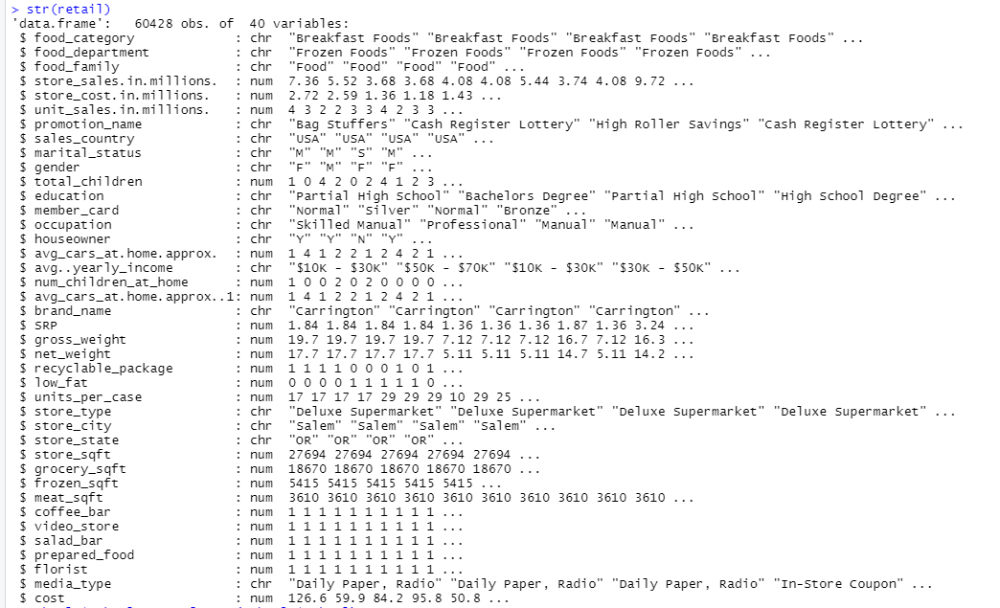 > str(retail)
'data.frame':   60428 obs. of  40 variables:
 $ food_category            : chr  "Breakfast Foods" "Breakfast Foods" "Breakfast Foods" "Breakfast Foods" ...
 $ food_department          : chr  "Frozen Foods" "Frozen Foods" "Frozen Foods" "Frozen Foods" ...
 $ food_family              : chr  "Food" "Food" "Food" "Food" ...
 $ store_sales.in.millions. : num  7.36 5.52 3.68 3.68 4.08 4.08 5.44 3.74 4.08 9.72 ...
 $ store_cost.in.millions.  : num  2.72 2.59 1.36 1.18 1.43 ...
 $ unit_sales.in.millions.  : num  4 3 2 2 3 3 4 2 3 3 ...
 $ promotion_name           : chr  "Bag Stuffers" "Cash Register Lottery" "High Roller Savings" "Cash Register Lottery" ...
 $ sales_country            : chr  "USA" "USA" "USA" "USA" ...
 $ marital_status           : chr  "M" "M" "S" "M" ...
 $ gender                   : chr  "F" "M" "F" "F" ...
 $ total_children           : num  1 0 4 2 0 2 4 1 2 3 ...
 $ education                : chr  "Partial High School" "Bachelors Degree" "Partial High School" "High School Degree" ...
 $ member_card              : chr  "Normal" "Silver" "Normal" "Bronze" ...
 $ occupation               : chr  "Skilled Manual" "Professional" "Manual" "Manual" ...
 $ houseowner               : chr  "Y" "Y" "N" "Y" ...
 $ avg_cars_at.home.approx. : num  1 4 1 2 2 1 2 4 2 1 ...
 $ avg..yearly_income       : chr  "$10K - $30K" "$50K - $70K" "$10K - $30K" "$30K - $50K" ...
 $ num_children_at_home     : num  1 0 0 2 0 2 0 0 0 0 ...
 $ avg_cars_at.home.approx..1: num  1 4 1 2 2 1 2 4 2 1 ...
 $ brand_name               : chr  "Carrington" "Carrington" "Carrington" "Carrington" ...
 $ SRP                      : num  1.84 1.84 1.84 1.84 1.36 1.36 1.36 1.87 1.36 3.24 ...
 $ gross_weight             : num  19.7 19.7 19.7 19.7 7.12 7.12 7.12 16.7 7.12 16.3 ...
 $ net_weight               : num  17.7 17.7 17.7 17.7 5.11 5.11 5.11 14.7 5.11 14.2 ...
 $ recyclable_package       : num  1 1 1 1 0 0 0 1 0 1 ...
 $ low_fat                  : num  0 0 0 0 1 1 1 1 1 0 ...
 $ units_per_case           : num  17 17 17 17 29 29 29 10 29 25 ...
 $ store_type               : chr  "Deluxe Supermarket" "Deluxe Supermarket" "Deluxe Supermarket" "Deluxe Supermarket" ...
 $ store_city               : chr  "Salem" "Salem" "Salem" "Salem" ...
 $ store_state              : chr  "OR" "OR" "OR" "OR" ...
 $ store_sqft               : num  27694 27694 27694 27694 27694 ...
 $ grocery_sqft             : num  18670 18670 18670 18670 18670 ...
 $ frozen_sqft              : num  5415 5415 5415 5415 5415 ...
 $ meat_sqft                : num  3610 3610 3610 3610 3610 3610 3610 3610 3610 3610 ...
 $ coffee_bar               : num  1 1 1 1 1 1 1 1 1 1 ...
 $ video_store              : num  1 1 1 1 1 1 1 1 1 1 ...
 $ salad_bar                : num  1 1 1 1 1 1 1 1 1 1 ...
 $ prepared_food            : num  1 1 1 1 1 1 1 1 1 1 ...
 $ florist                  : num  1 1 1 1 1 1 1 1 1 1 ...
 $ media_type               : chr  "Daily Paper, Radio" "Daily Paper, Radio" "Daily Paper, Radio" "In-Store Coupon" ...
 $ cost                     : num  126.6 59.9 84.2 95.8 50.8 ...